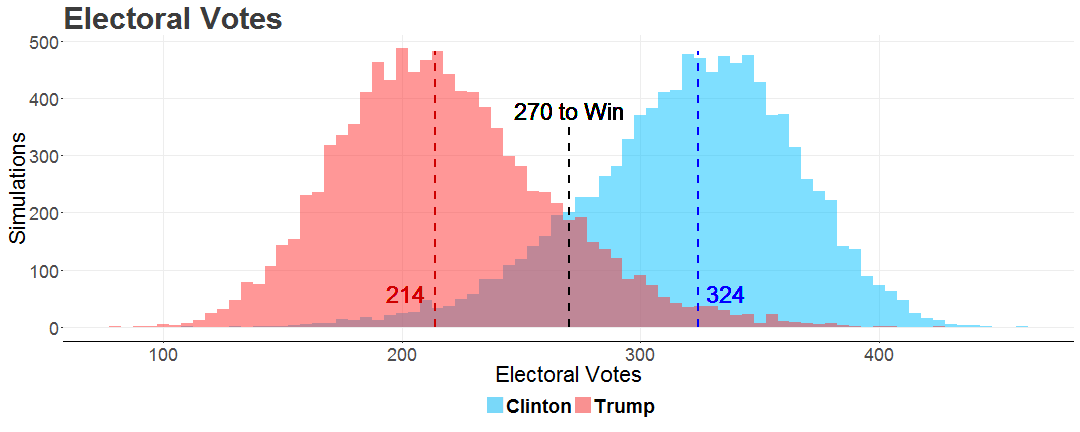 Electoral Votes
500
400
300
200
100
0
Simulations
270 to Win
214
324
100 200 300 400
Electoral Votes
Clinton Trump